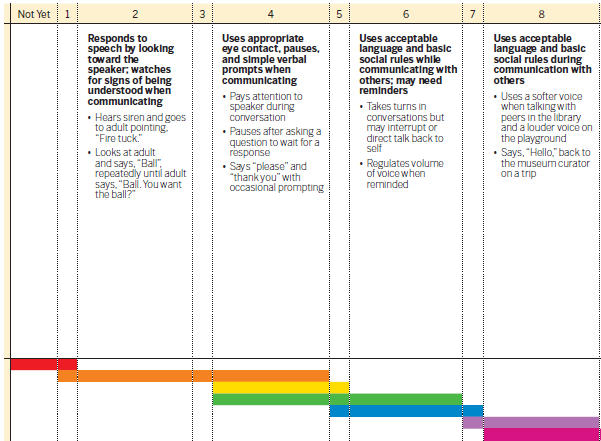 Not Yet 1 2 3 4 5 6 7 8
Responds to
speech by looking
toward the
speaker; watches
for signs of being
understood when
communicating
• Hears siren and goes
to adult pointing,
"Fire tuck."
• Looks at adult
and says, "Ball",
repeatedly until adult
says, "Ball. You want
the ball?"
Uses appropriate
eye contact, pauses,
and simple verbal
prompts when
communicating
• Pays attention to
speaker during
conversation
• Pauses after asking a
question to wait for a
response
• Says "please" and
"thank you" with
occasional prompting
Uses acceptable
language and basic
social rules while
communicating with
others; may need
reminders
• Takes turns in
conversations but
may interrupt or
direct talk back to
self
• Regulates volume
of voice when
reminded
Uses acceptable
language and basic
social rules during
communication with
others
• Uses a softer voice
when talking with
peers in the library
and a louder voice on
the playground
• Says, "Hello," back to
the museum curator
on a trip